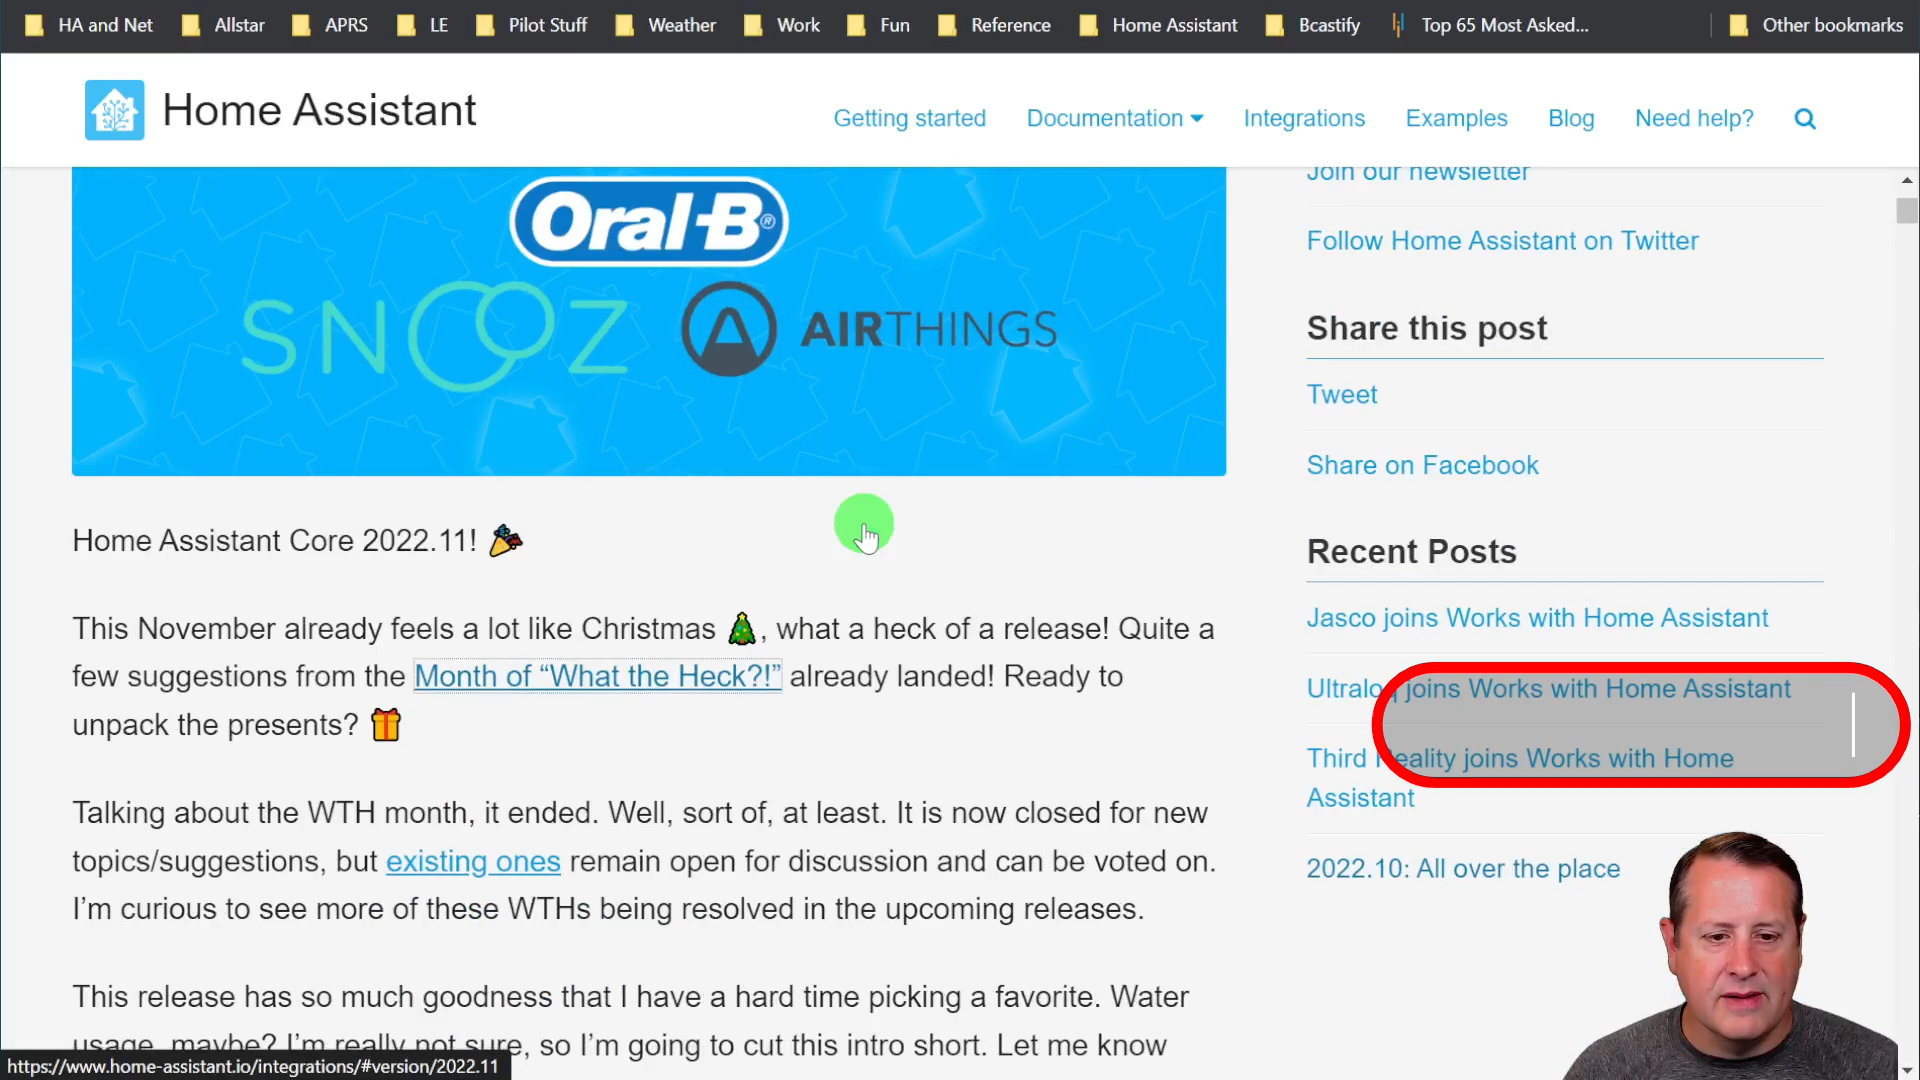 HA and Net Allstar APRS LE Pilot Stuff Weather Work Fun Reference Home Assistant Bcastify Top 65 Most Asked... Other bookmarks
Home Assistant
Getting started Documentation Integrations Examples Blog Need help?
Oral-B®
SNOOZ
AIRTHINGS
Home Assistant Core 2022.11! 🎉
This November already feels a lot like Christmas 🎄, what a heck of a release! Quite a
few suggestions from the Month of “What the Heck?!” already landed! Ready to
unpack the presents? 🎁
Talking about the WTH month, it ended. Well, sort of, at least. It is now closed for new
topics/suggestions, but existing ones remain open for discussion and can be voted on.
I’m curious to see more of these WTHs being resolved in the upcoming releases.
This release has so much goodness that I have a hard time picking a favorite. Water
usage, maybe? I’m really not sure, so I’m going to cut this intro short. Let me know
Join our newsletter
Follow Home Assistant on Twitter
Share this post
Tweet
Share on Facebook
Recent Posts
Jasco joins Works with Home Assistant
Ultraloq joins Works with Home Assistant
Third Reality joins Works with Home
Assistant
2022.10: All over the place
https://www.home-assistant.io/integrations/#version/2022.11